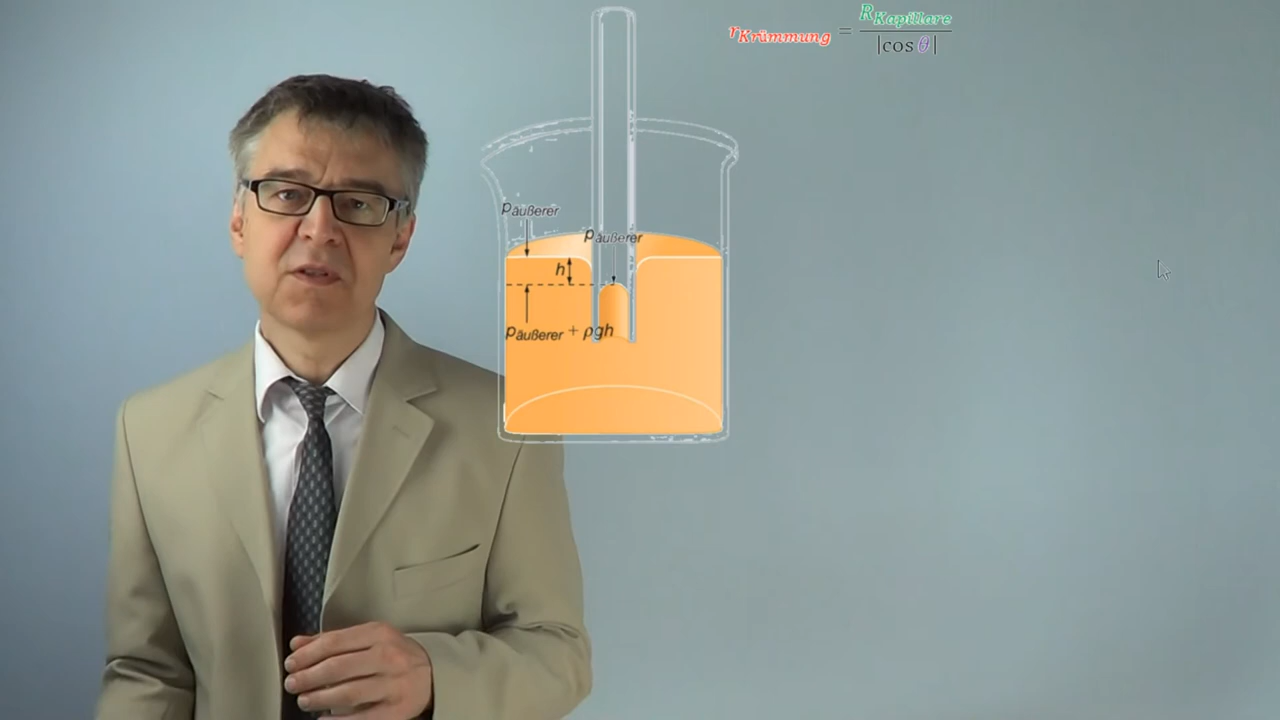 r_Krümmung = R_Kapillare / |cos θ|
p_äußerer
p_äußerer
h
p_äußerer + ρgh